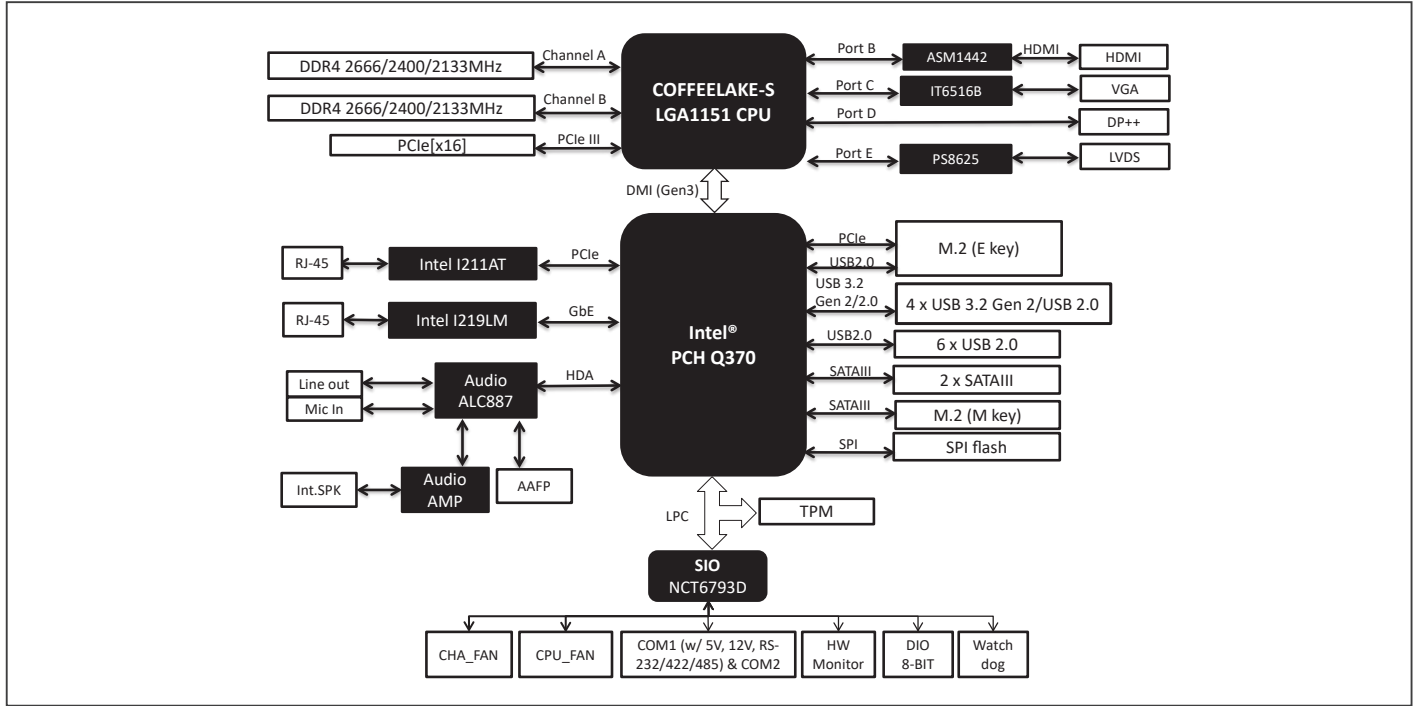 DDR4 2666/2400/2133MHz
Channel A
DDR4 2666/2400/2133MHz
Channel B
PCIe[x16]
PCIe III
COFFEELAKE-S
LGA1151 CPU
Port B
ASM1442
HDMI
HDMI
Port C
IT6516B
VGA
Port D
DP++
Port E
PS8625
LVDS
DMI (Gen3)
RJ-45
Intel I211AT
PCIe
RJ-45
Intel I219LM
GbE
Line out
Mic In
Audio
ALC887
HDA
Int.SPK
Audio
AMP
AAFP
Intel®
PCH Q370
PCIe
USB2.0
M.2 (E key)
USB 3.2
Gen 2/2.0
4 x USB 3.2 Gen 2/USB 2.0
USB2.0
6 x USB 2.0
SATAIII
2 x SATAIII
SATAIII
M.2 (M key)
SPI
SPI flash
LPC
TPM
SIO
NCT6793D
CHA_FAN
CPU_FAN
COM1 (w/ 5V, 12V, RS-
232/422/485) & COM2
HW
Monitor
DIO
8-BIT
Watch
dog